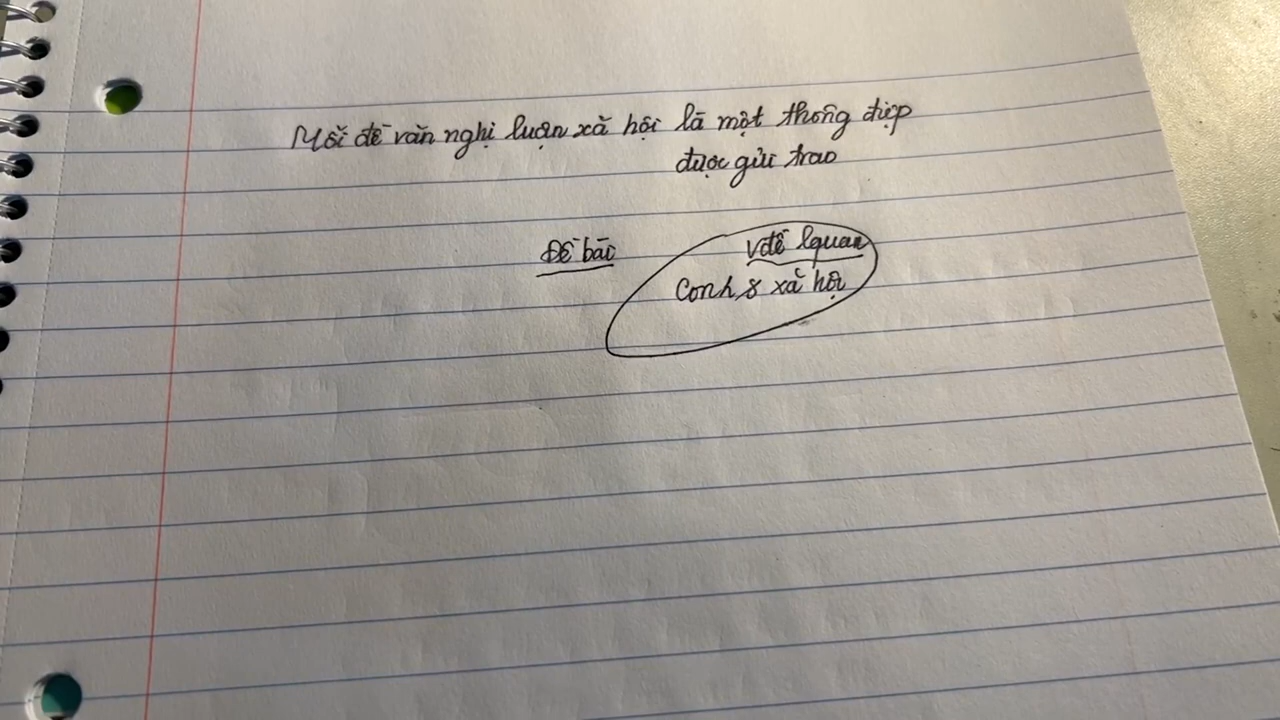 Mỗi đề văn nghị luận xã hội là một thông điệp
được gửi trao
Đề bài
Vđề lquan
Con & xã hội